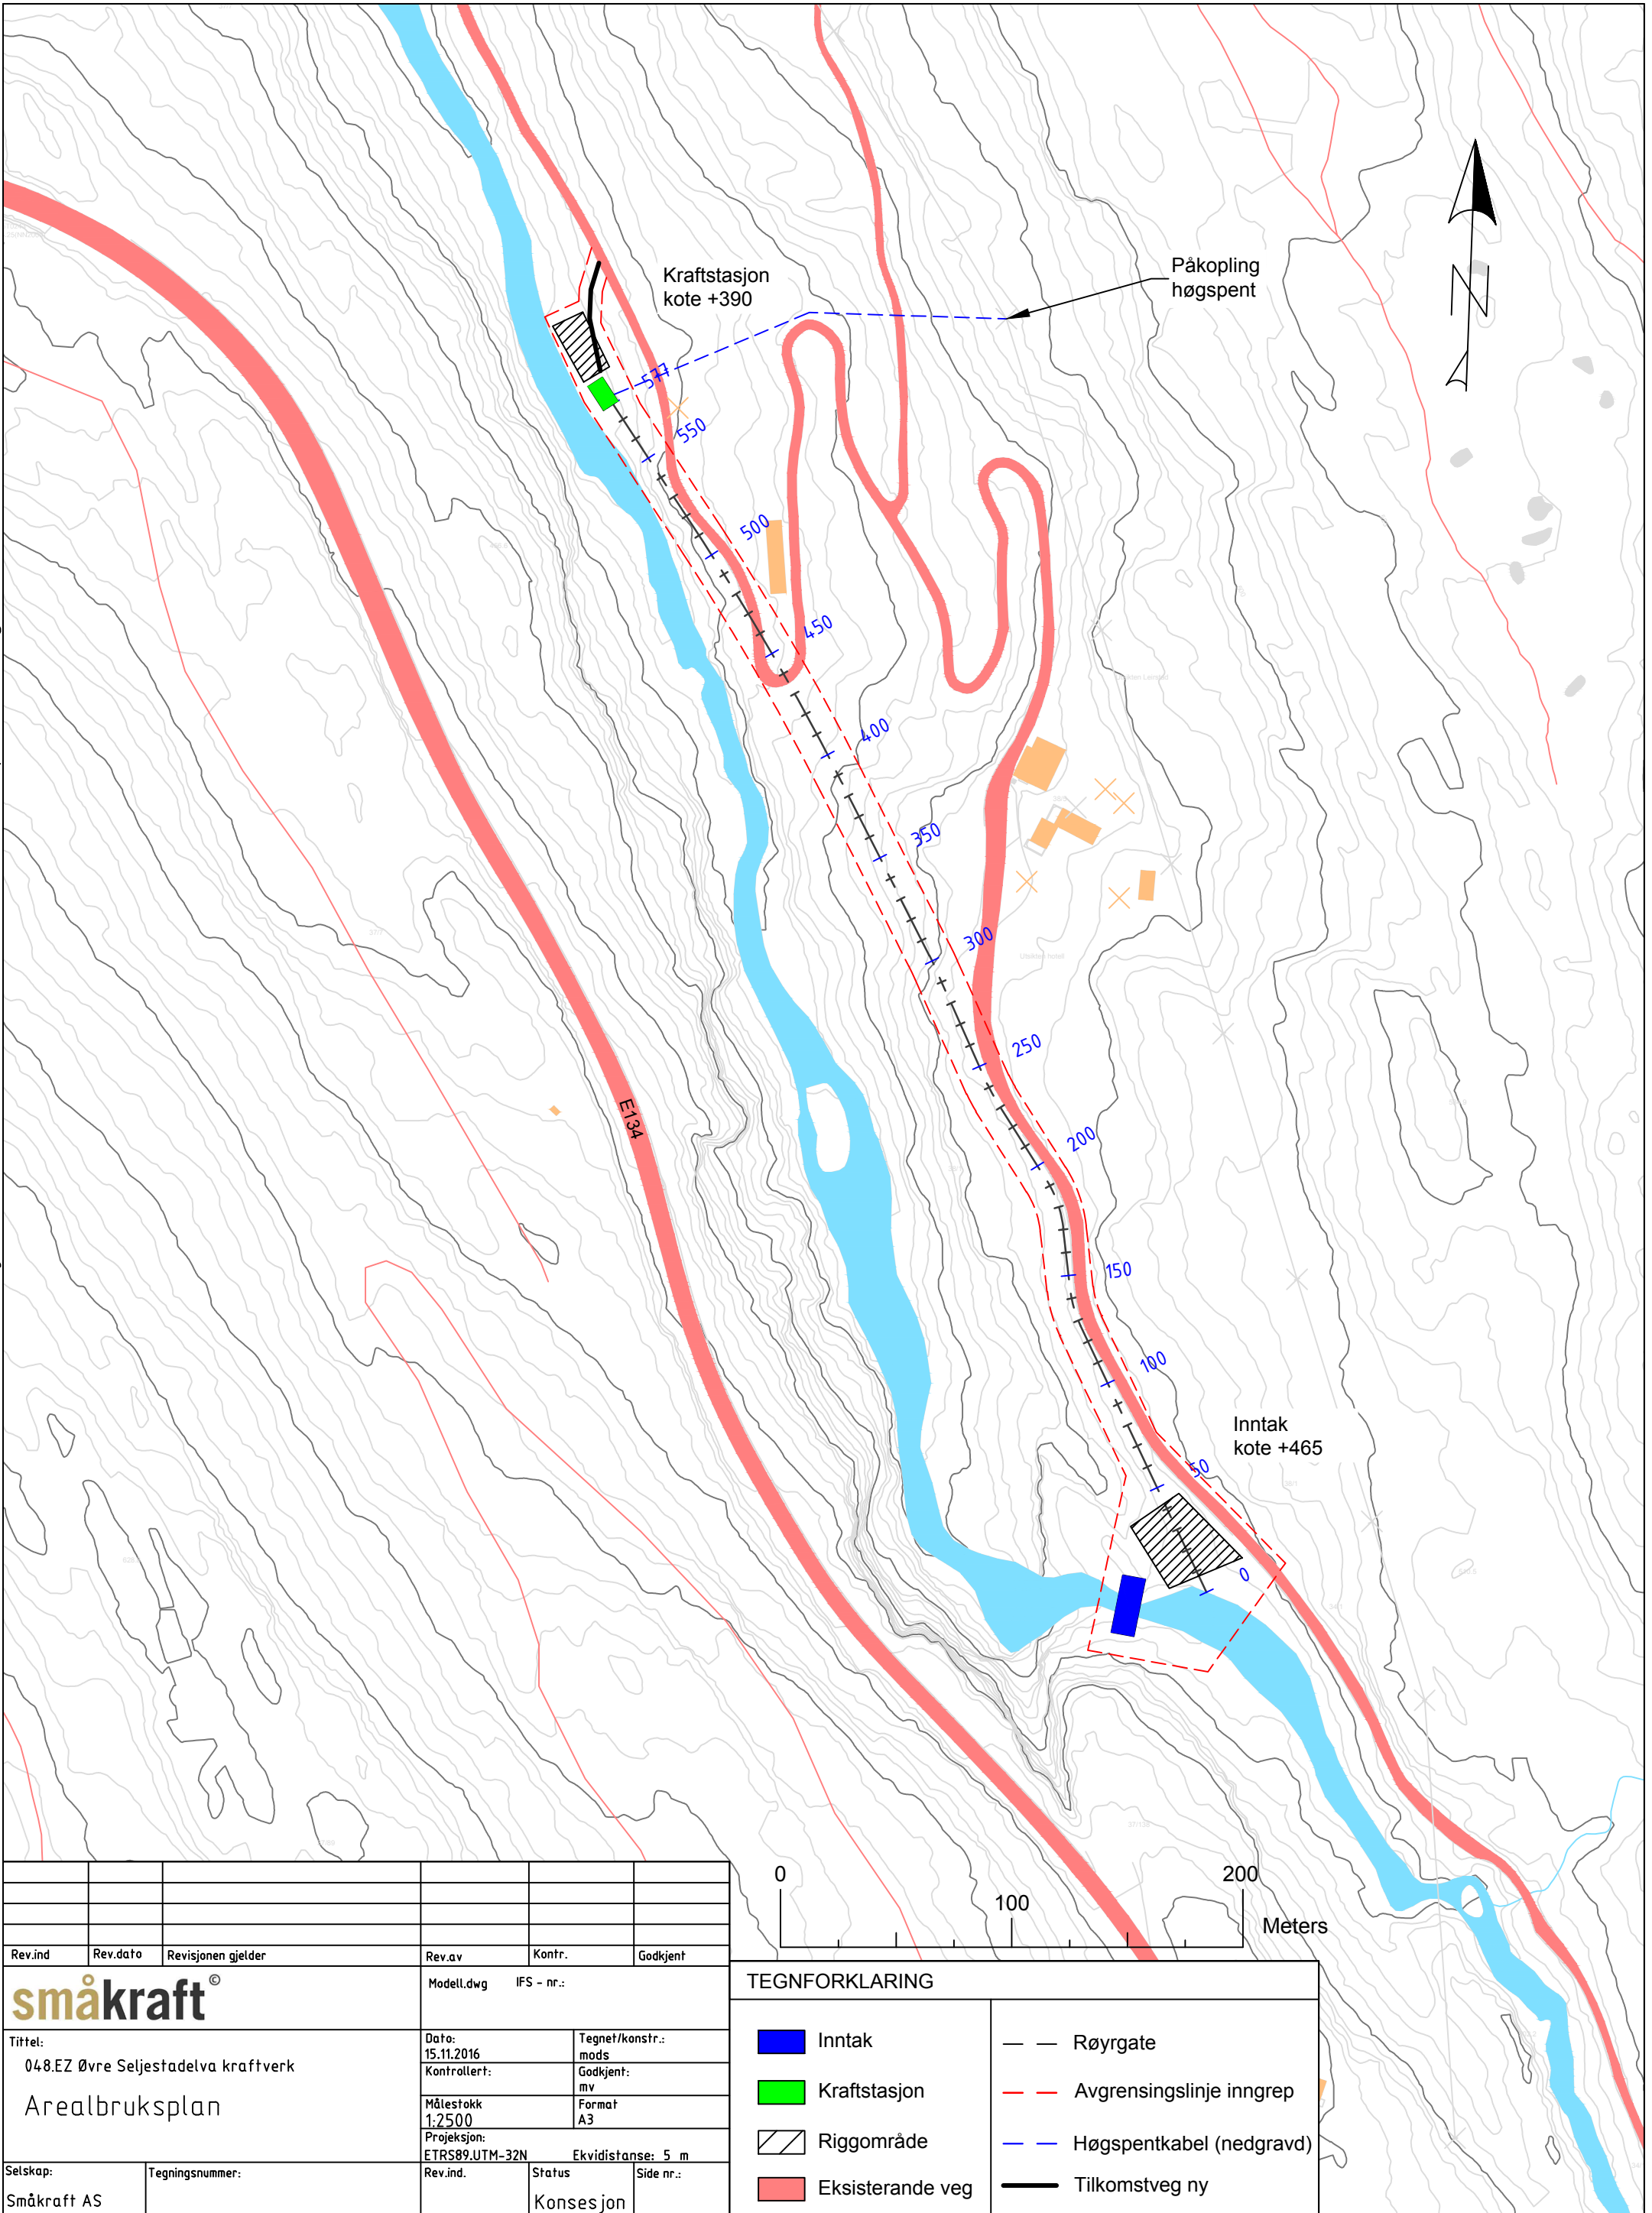 Kraftstasjon
kote +390
Påkopling
høgspent
577
550
500
450
400
350
300
250
200
150
100
50
0
E134
Inntak
kote +465
0
100
200
Meters
Rev.ind
Rev.dato
Revisjonen gjelder
Rev.av
Kontr.
Godkjent
småkraft©
Modell.dwg
IFS - nr.:
Tittel:
048.EZ Øvre Seljestadelva kraftverk
Arealbruksplan
Dato:
15.11.2016
Tegnet/konstr.:
mods
Kontrollert:
Godkjent:
mv
Målestokk
1:2500
Format
A3
Projeksjon:
ETRS89.UTM-32N
Ekvidistanse: 5 m
Selskap:
Småkraft AS
Tegningsnummer:
Rev.ind.
Status
Konsesjon
Side nr.:
TEGNFORKLARING
Inntak
Kraftstasjon
Riggområde
Eksisterande veg
Røyrgate
Avgrensingslinje inngrep
Høgspentkabel (nedgravd)
Tilkomstveg ny